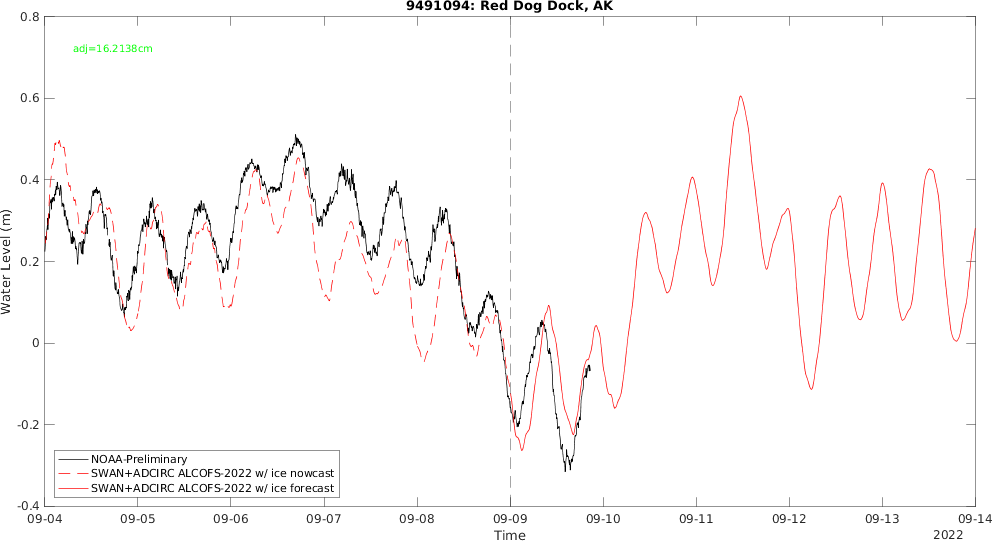 9491094: Red Dog Dock, AK
adj=16.2138cm
Water Level (m)
0.8
0.6
0.4
0.2
0
-0.2
-0.4
NOAA-Preliminary
SWAN+ADCIRC ALCOFS-2022 w/ ice nowcast
SWAN+ADCIRC ALCOFS-2022 w/ ice forecast
09-04 09-05 09-06 09-07 09-08 09-09 09-10 09-11 09-12 09-13 09-14
Time
2022